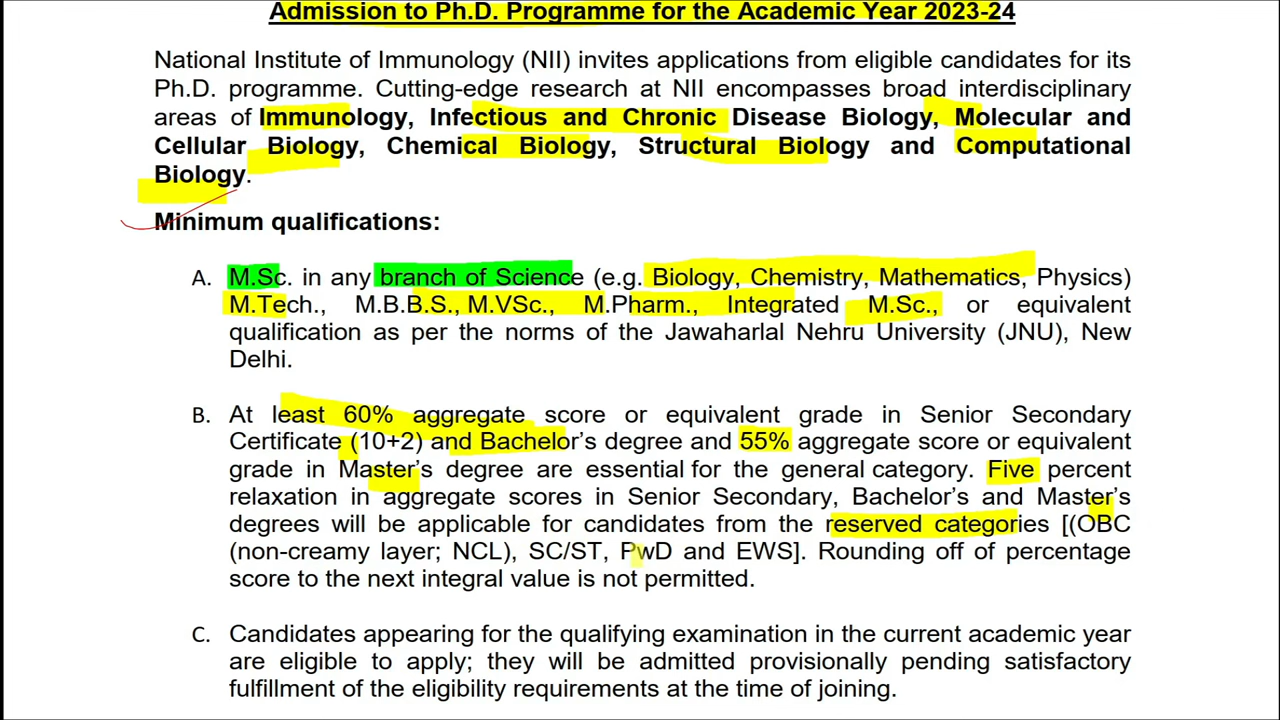 Admission to Ph.D. Programme for the Academic Year 2023-24
National Institute of Immunology (NII) invites applications from eligible candidates for its
Ph.D. programme. Cutting-edge research at NII encompasses broad interdisciplinary
areas of Immunology, Infectious and Chronic Disease Biology, Molecular and
Cellular Biology, Chemical Biology, Structural Biology and Computational
Biology.
Minimum qualifications:
A. M.Sc. in any branch of Science (e.g. Biology, Chemistry, Mathematics, Physics)
M.Tech., M.B.B.S., M.VSc., M.Pharm., Integrated M.Sc., or equivalent
qualification as per the norms of the Jawaharlal Nehru University (JNU), New
Delhi.
B. At least 60% aggregate score or equivalent grade in Senior Secondary
Certificate (10+2) and Bachelor’s degree and 55% aggregate score or equivalent
grade in Master’s degree are essential for the general category. Five percent
relaxation in aggregate scores in Senior Secondary, Bachelor’s and Master’s
degrees will be applicable for candidates from the reserved categories [(OBC
(non-creamy layer; NCL), SC/ST, PwD and EWS]. Rounding off of percentage
score to the next integral value is not permitted.
C. Candidates appearing for the qualifying examination in the current academic year
are eligible to apply; they will be admitted provisionally pending satisfactory
fulfillment of the eligibility requirements at the time of joining.